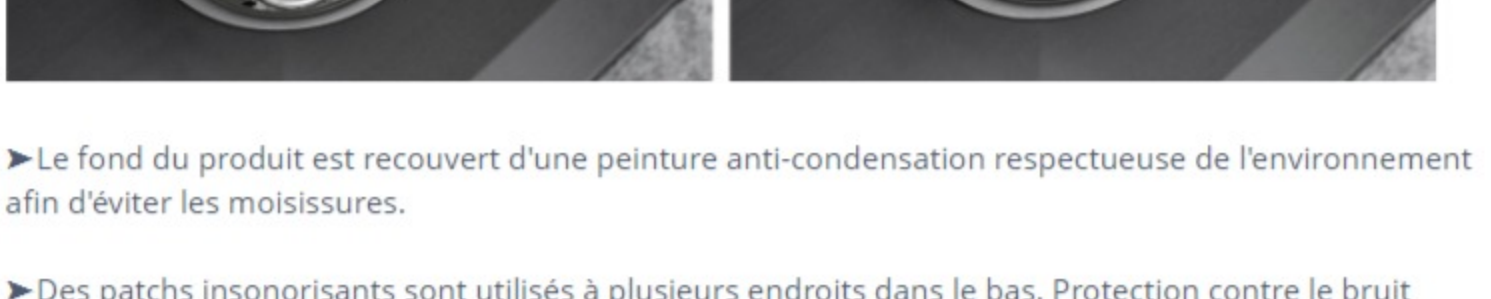 ➤Le fond du produit est recouvert d'une peinture anti-condensation respectueuse de l'environnement
afin d'éviter les moisissures.
➤Des patchs insonorisants sont utilisés à plusieurs endroits dans le bas. Protection contre le bruit